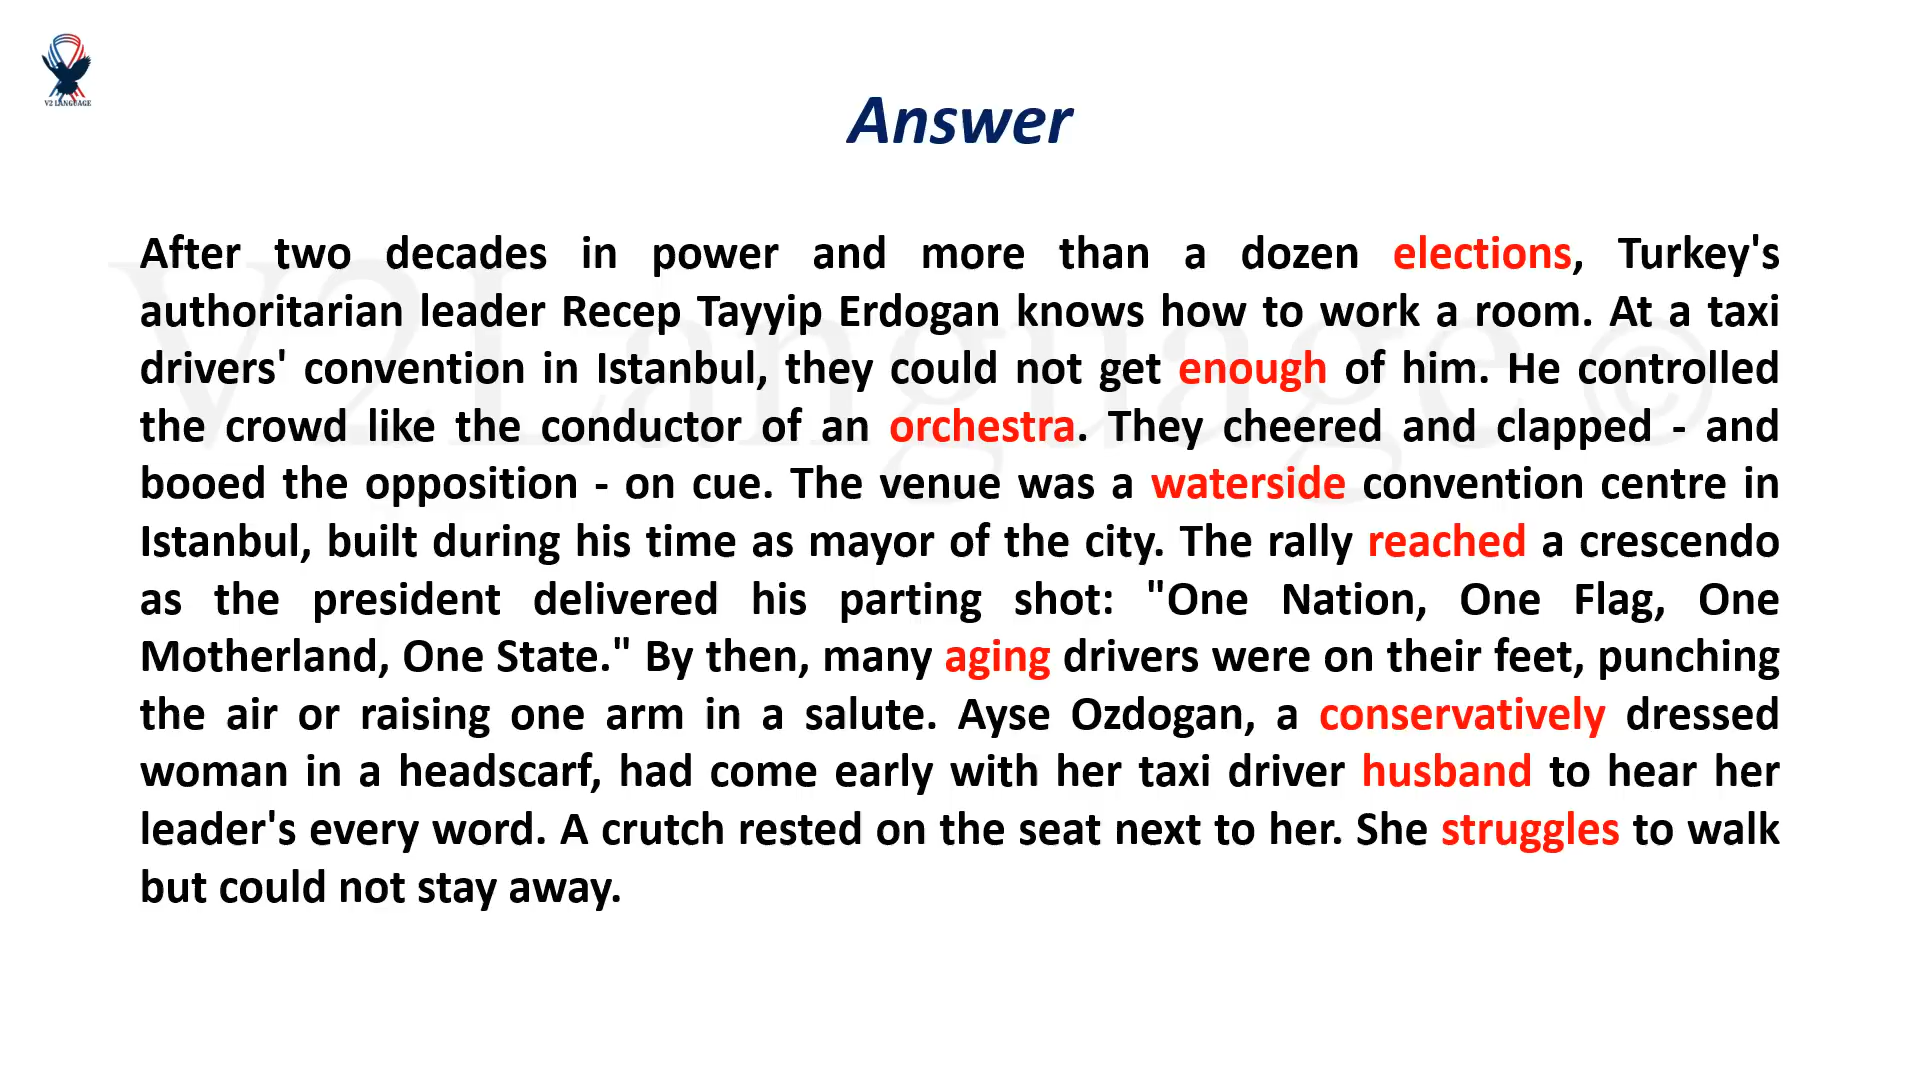 V2 LANGUAGE
Answer
After two decades in power and more than a dozen elections, Turkey's
authoritarian leader Recep Tayyip Erdogan knows how to work a room. At a taxi
drivers' convention in Istanbul, they could not get enough of him. He controlled
the crowd like the conductor of an orchestra. They cheered and clapped - and
booed the opposition - on cue. The venue was a waterside convention centre in
Istanbul, built during his time as mayor of the city. The rally reached a crescendo
as the president delivered his parting shot: "One Nation, One Flag, One
Motherland, One State." By then, many aging drivers were on their feet, punching
the air or raising one arm in a salute. Ayse Ozdogan, a conservatively dressed
woman in a headscarf, had come early with her taxi driver husband to hear her
leader's every word. A crutch rested on the seat next to her. She struggles to walk
but could not stay away.
V2Language ©